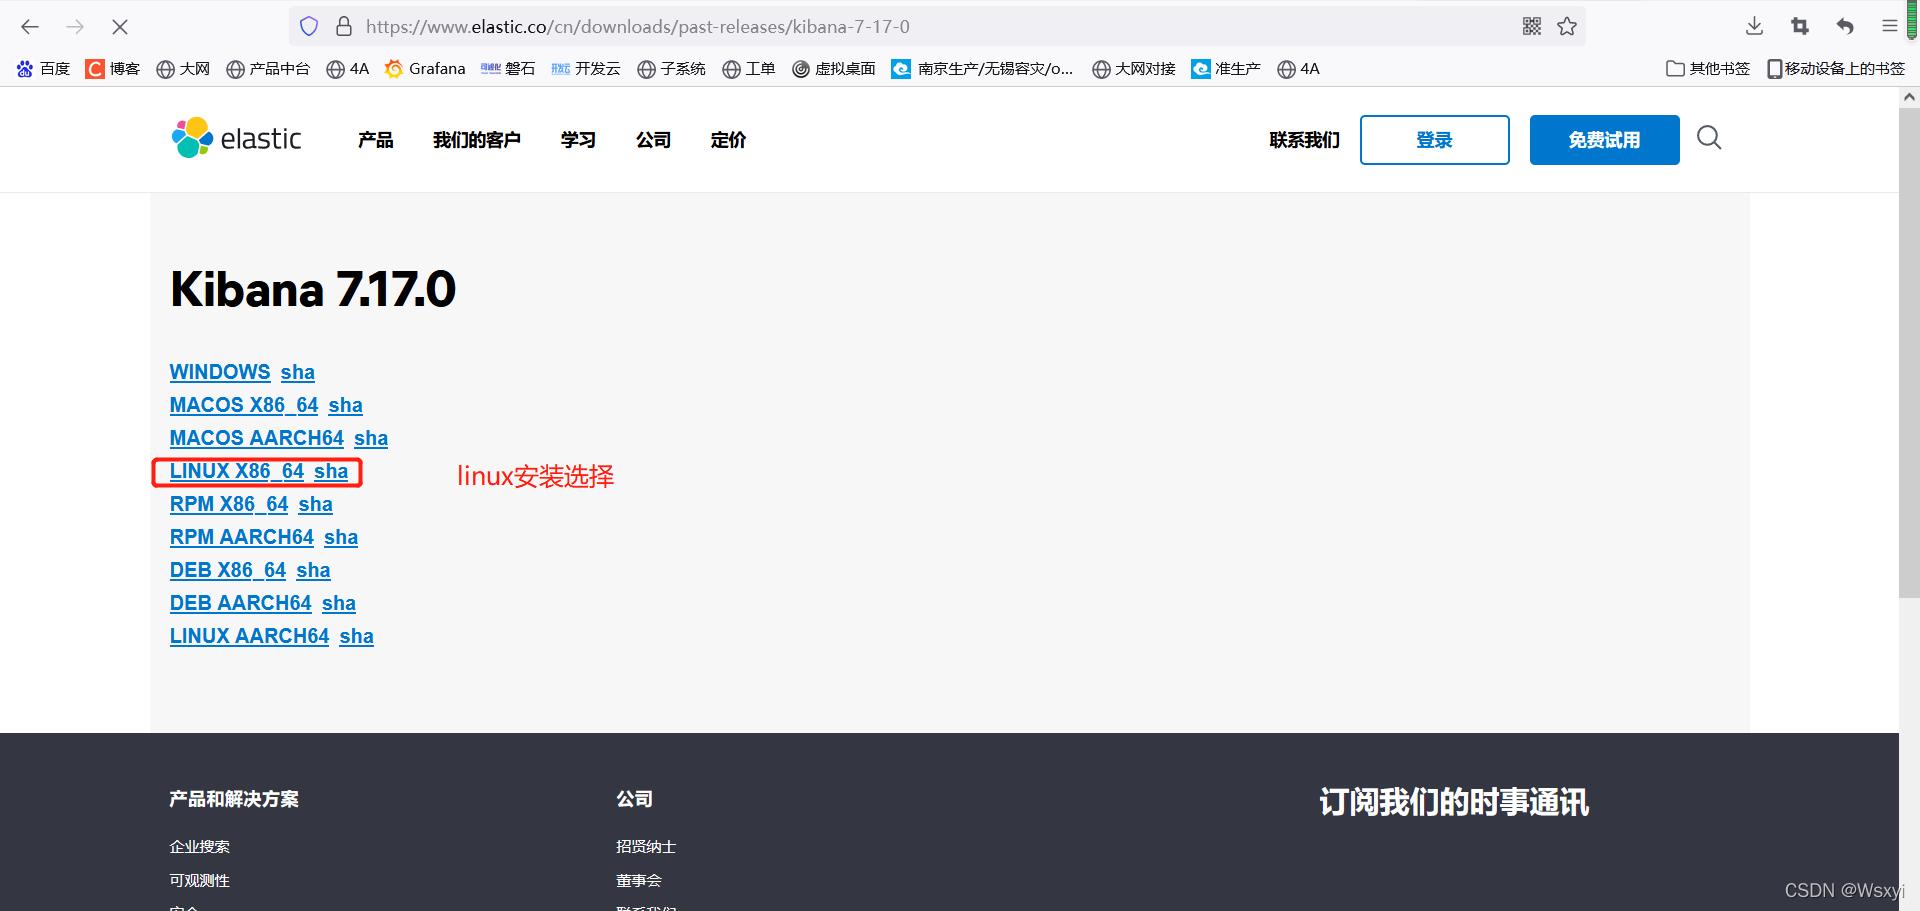 https://www.elastic.co/cn/downloads/past-releases/kibana-7-17-0
百度 博客 大网 产品中台 4A Grafana 磐石 开发云 子系统 工单 虚拟桌面 南京生产/无锡容灾/o... 大网对接 准生产 4A 其他书签 移动设备上的书签
elastic 产品 我们的客户 学习 公司 定价 联系我们 登录 免费试用
Kibana 7.17.0
WINDOWS sha
MACOS X86_64 sha
MACOS AARCH64 sha
LINUX X86_64 sha linux安装选择
RPM X86_64 sha
RPM AARCH64 sha
DEB X86_64 sha
DEB AARCH64 sha
LINUX AARCH64 sha
产品和解决方案 公司 订阅我们的时事通讯
企业搜索 招贤纳士
可观测性 董事会
安全 联系我们
CSDN @Wsxyi